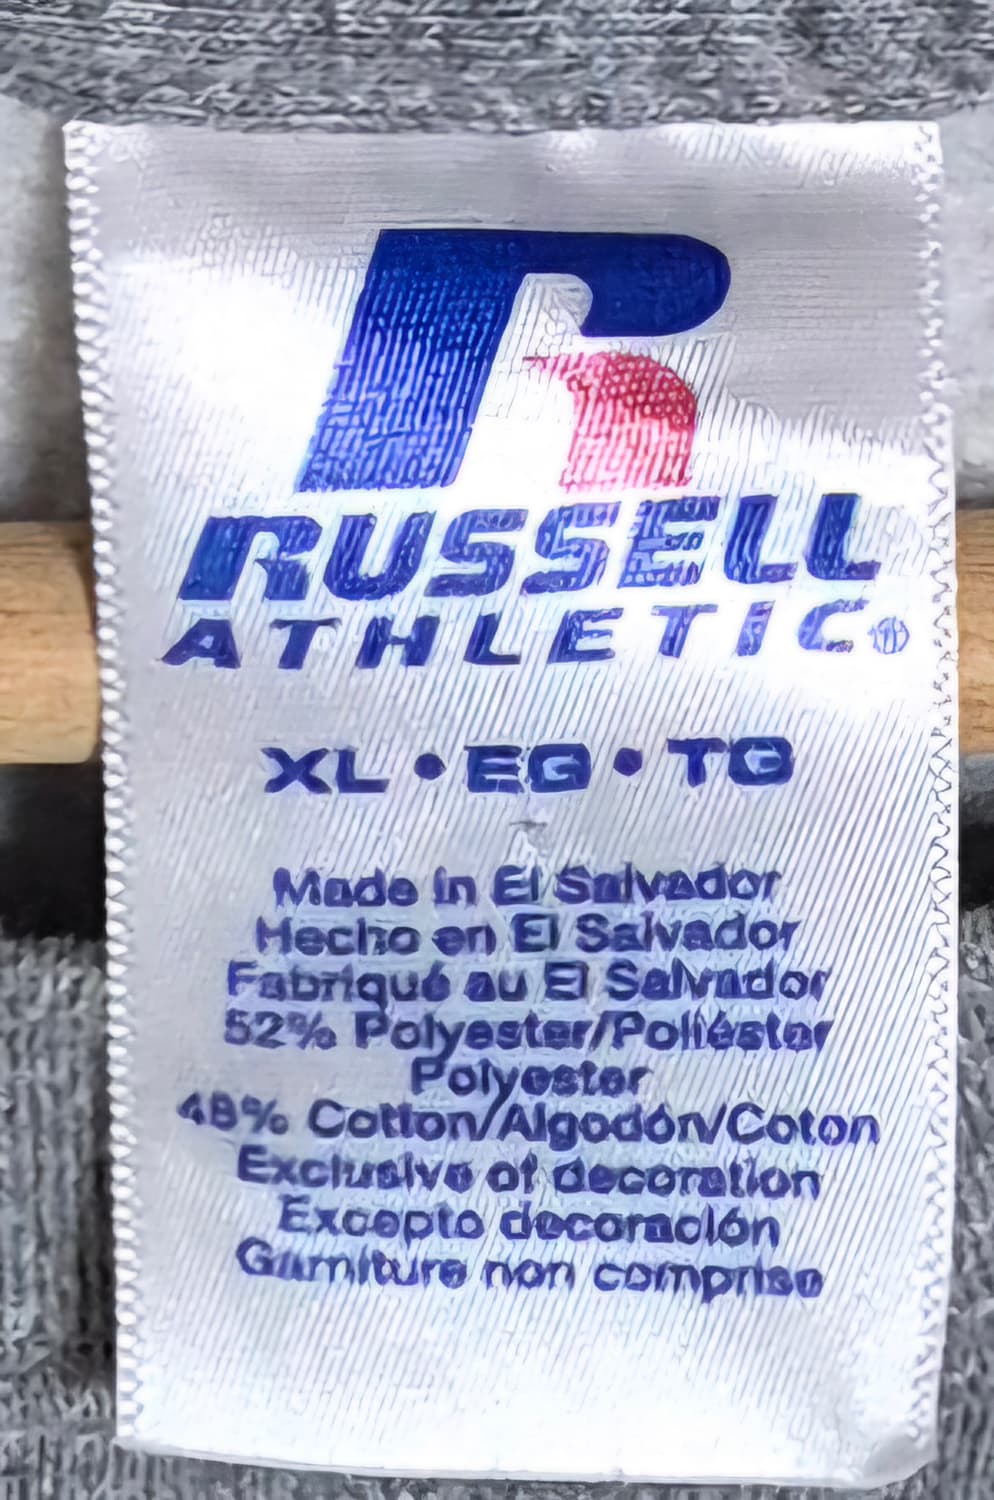 RUSSELL
ATHLETIC®
XL • EG • TG
Made in El Salvador
Hecho en El Salvador
Fabriqué au El Salvador
52% Polyester/Poliéster
Polyester
48% Cotton/Algodón/Coton
Exclusive of decoration
Excepto decoración
Garniture non comprise